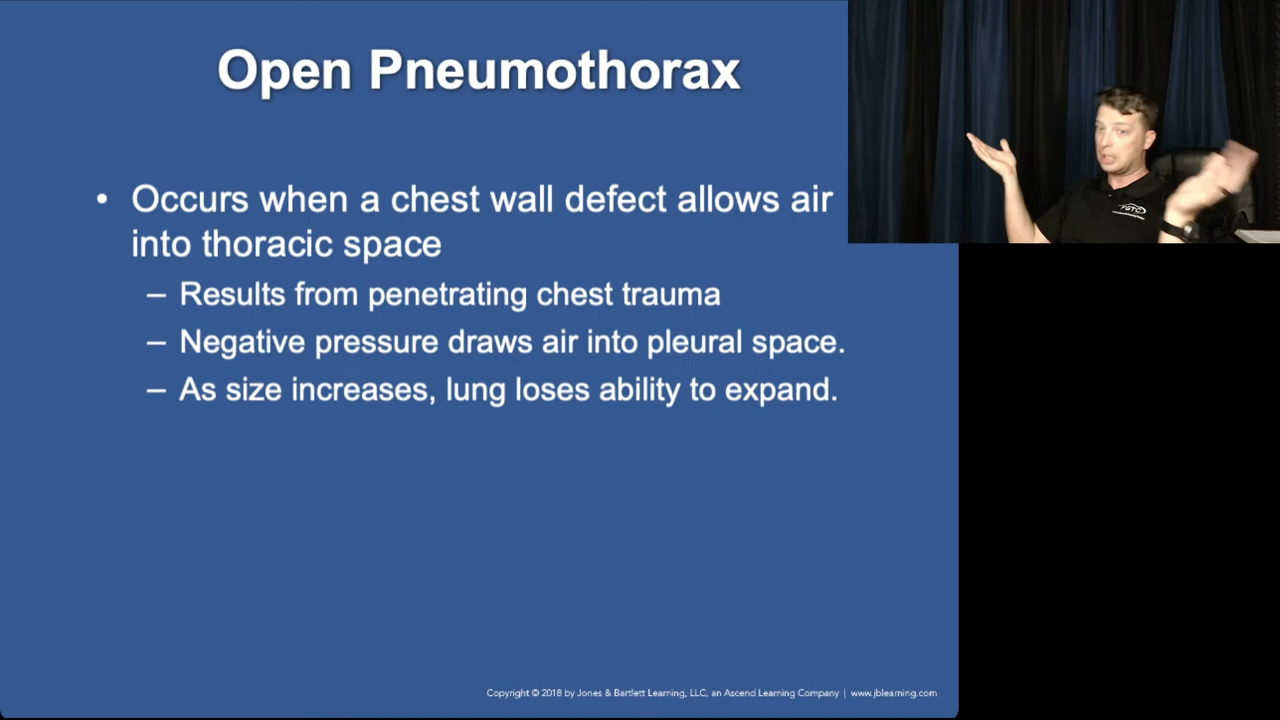 Open Pneumothorax
• Occurs when a chest wall defect allows air
into thoracic space
– Results from penetrating chest trauma
– Negative pressure draws air into pleural space.
– As size increases, lung loses ability to expand.
FGTC
Copyright © 2018 by Jones & Bartlett Learning, LLC, an Ascend Learning Company | www.jblearning.com